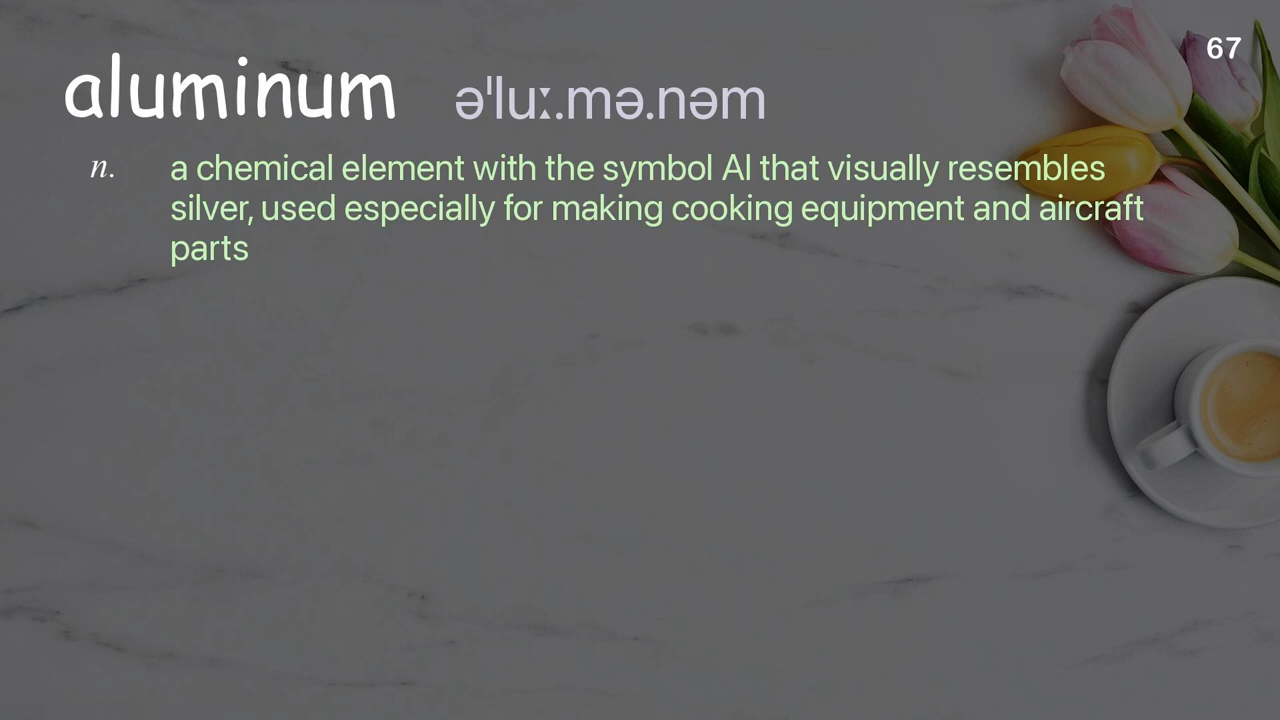 67
aluminum əˈluː.mə.nəm
n. a chemical element with the symbol Al that visually resembles
silver, used especially for making cooking equipment and aircraft
parts